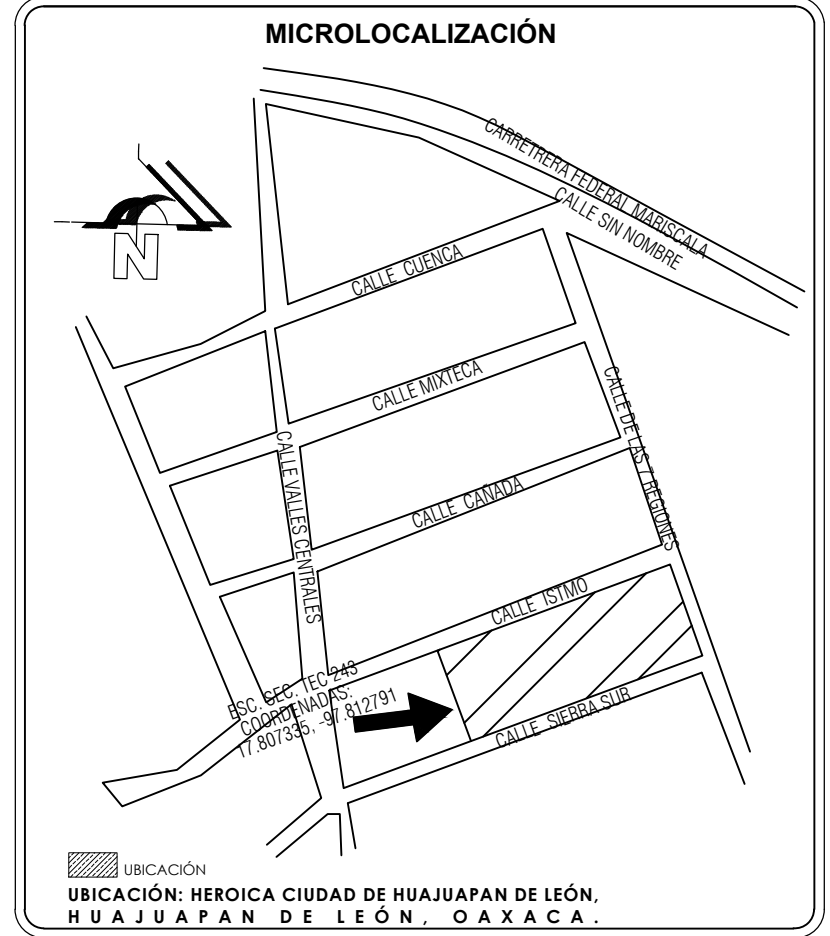 MICROLOCALIZACIÓN
CARRETRERA FEDERAL MARISCALA
CALLE SIN NOMBRE
N
CALLE CUENCA
CALLE MIXTECA
CALLE DE LAS 7 REGIONES
CALLE VALLES CENTRALES
CALLE CAÑADA
CALLE ISTMO
ESC. SEC. TEC 243
COORDENADAS:
17.807335, -97.812791
CALLE SIERRA SUR
UBICACIÓN
UBICACIÓN: HEROICA CIUDAD DE HUAJUAPAN DE LEÓN,
HUAJUAPAN DE LEÓN, OAXACA.